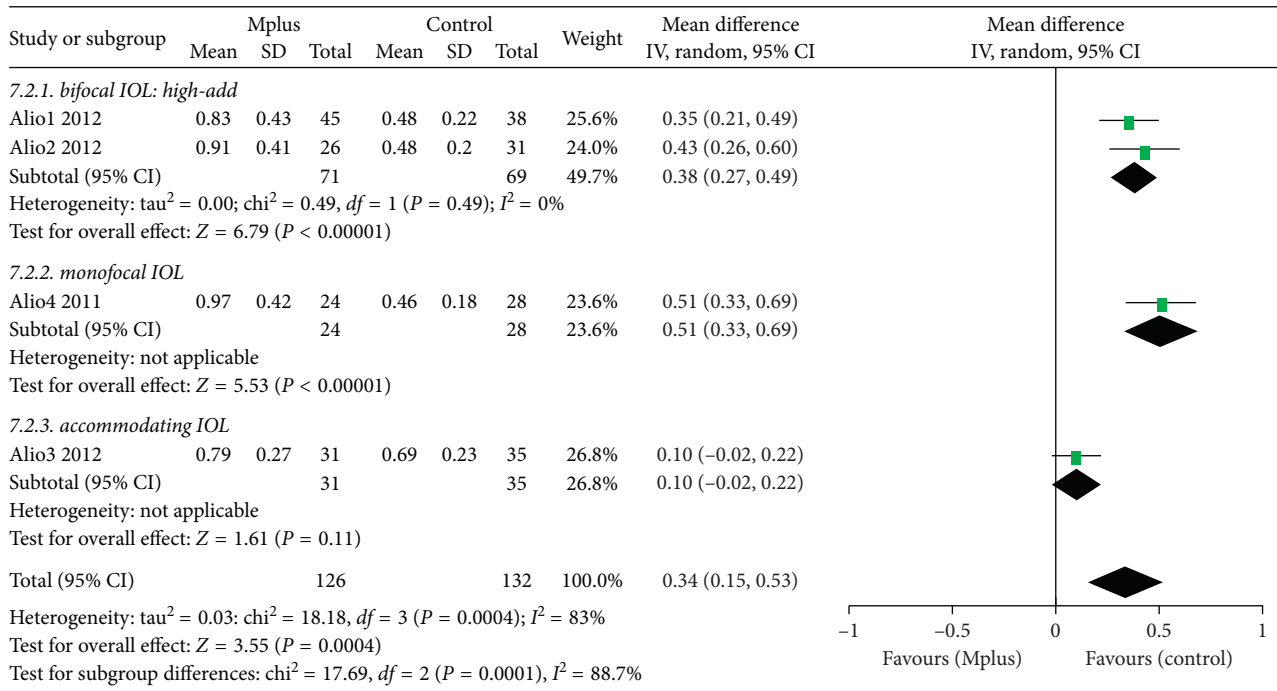 Study or subgroup Mplus Control Weight Mean difference Mean difference
Mean SD Total Mean SD Total IV, random, 95% CI IV, random, 95% CI
7.2.1. bifocal IOL: high-add
Alio1 2012 0.83 0.43 45 0.48 0.22 38 25.6% 0.35 (0.21, 0.49)
Alio2 2012 0.91 0.41 26 0.48 0.2 31 24.0% 0.43 (0.26, 0.60)
Subtotal (95% CI) 71 69 49.7% 0.38 (0.27, 0.49)
Heterogeneity: tau² = 0.00; chi² = 0.49, df = 1 (P = 0.49); I² = 0%
Test for overall effect: Z = 6.79 (P < 0.00001)
7.2.2. monofocal IOL
Alio4 2011 0.97 0.42 24 0.46 0.18 28 23.6% 0.51 (0.33, 0.69)
Subtotal (95% CI) 24 28 23.6% 0.51 (0.33, 0.69)
Heterogeneity: not applicable
Test for overall effect: Z = 5.53 (P < 0.00001)
7.2.3. accommodating IOL
Alio3 2012 0.79 0.27 31 0.69 0.23 35 26.8% 0.10 (–0.02, 0.22)
Subtotal (95% CI) 31 35 26.8% 0.10 (–0.02, 0.22)
Heterogeneity: not applicable
Test for overall effect: Z = 1.61 (P = 0.11)
Total (95% CI) 126 132 100.0% 0.34 (0.15, 0.53)
Heterogeneity: tau² = 0.03: chi² = 18.18, df = 3 (P = 0.0004); I² = 83%
Test for overall effect: Z = 3.55 (P = 0.0004)
Test for subgroup differences: chi² = 17.69, df = 2 (P = 0.0001), I² = 88.7%
−1 −0.5 0 0.5 1
Favours (Mplus) Favours (control)